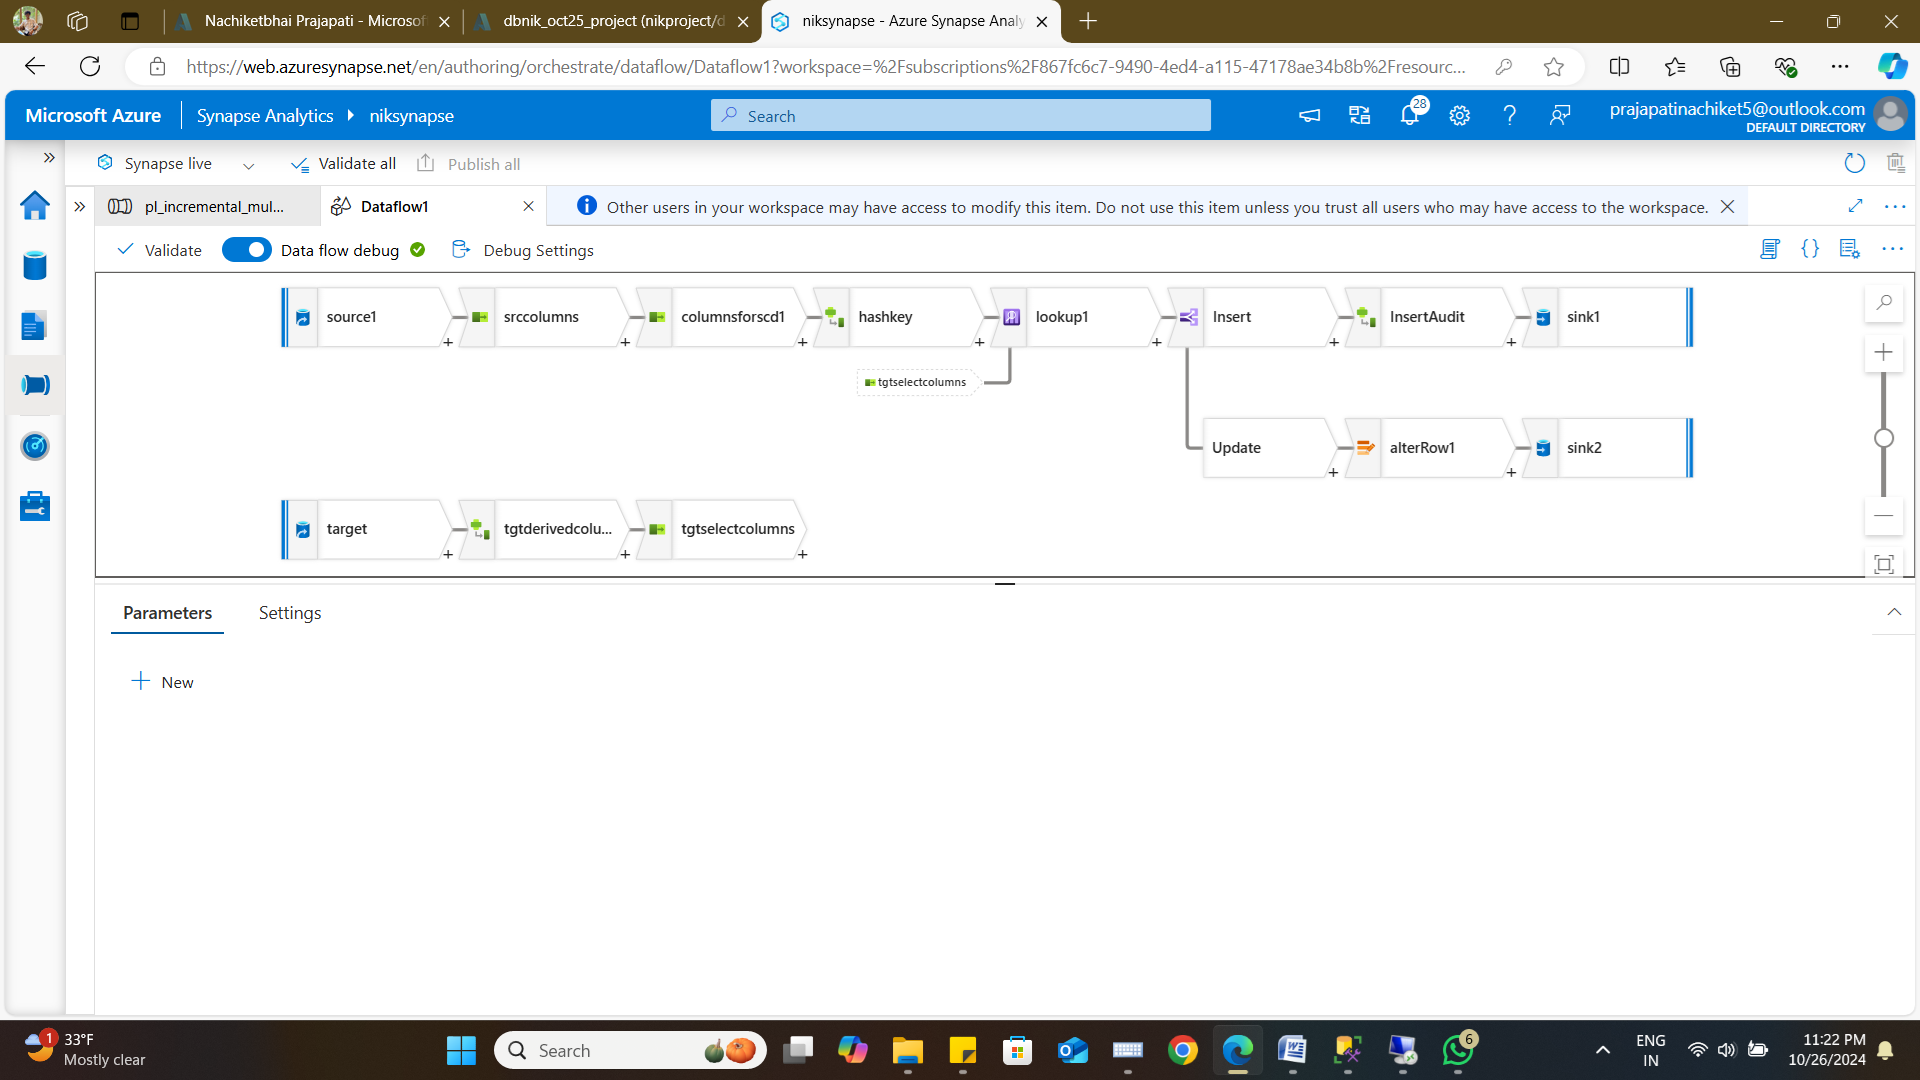 Nachiketbhai Prajapati - Microsof
dbnik_oct25_project (nikproject/d
niksynapse - Azure Synapse Analy
https://web.azuresynapse.net/en/authoring/orchestrate/dataflow/Dataflow1?workspace=%2Fsubscriptions%2F867fc6c7-9490-4ed4-a115-47178ae34b8b%2Fresourc...
Microsoft Azure
Synapse Analytics
niksynapse
Search
28
prajapatinachiket5@outlook.com
DEFAULT DIRECTORY
Synapse live
Validate all
Publish all
pl_incremental_mul...
Dataflow1
Other users in your workspace may have access to modify this item. Do not use this item unless you trust all users who may have access to the workspace.
Validate
Data flow debug
Debug Settings
source1
srccolumns
columnsforscd1
hashkey
lookup1
Insert
InsertAudit
sink1
tgtselectcolumns
Update
alterRow1
sink2
target
tgtderivedcolu...
tgtselectcolumns
Parameters
Settings
New
1
33°F
Mostly clear
Search
6
ENG
IN
11:22 PM
10/26/2024